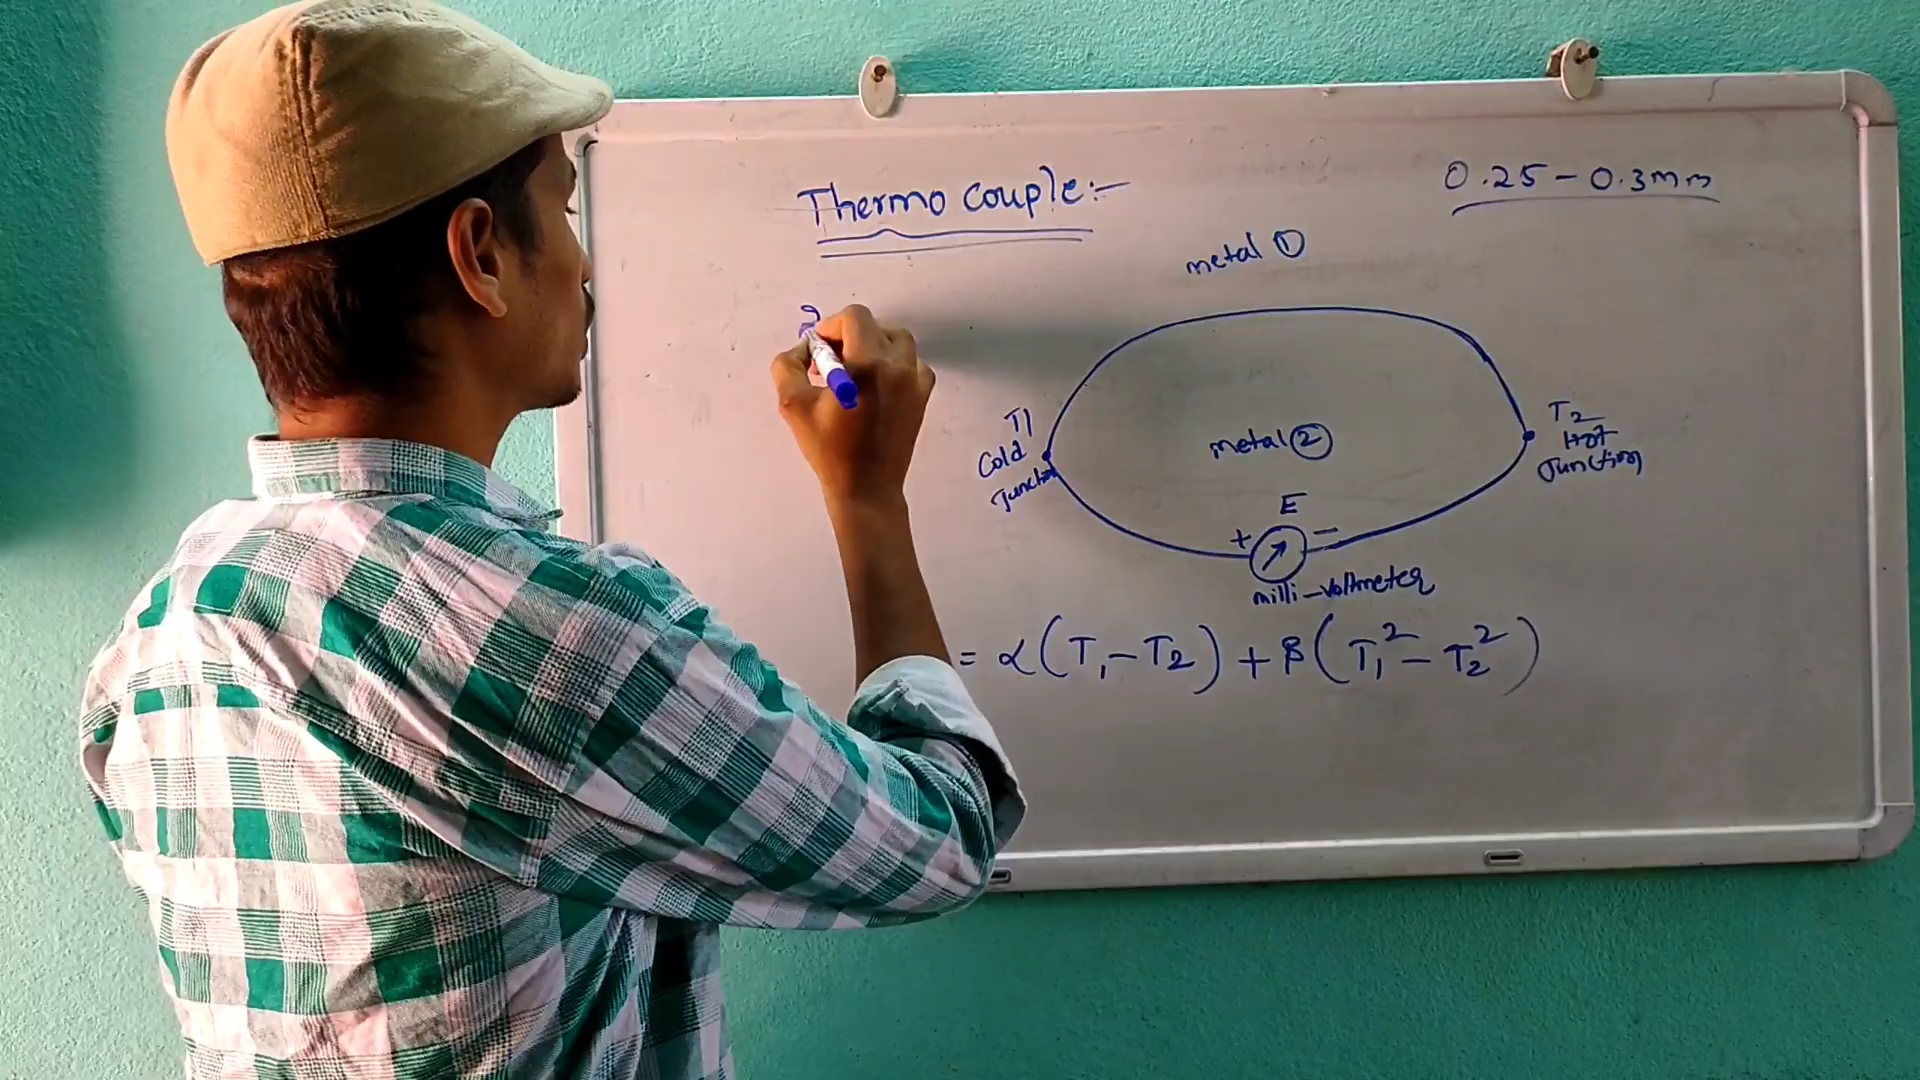 Thermo Couple:-
0.25 - 0.3mm
metal ①
T1
Cold
Junction
metal ②
T2
Hot
Junction
E
+ −
milli-voltmeter
= α(T₁-T₂) + β(T₁² - T₂²)